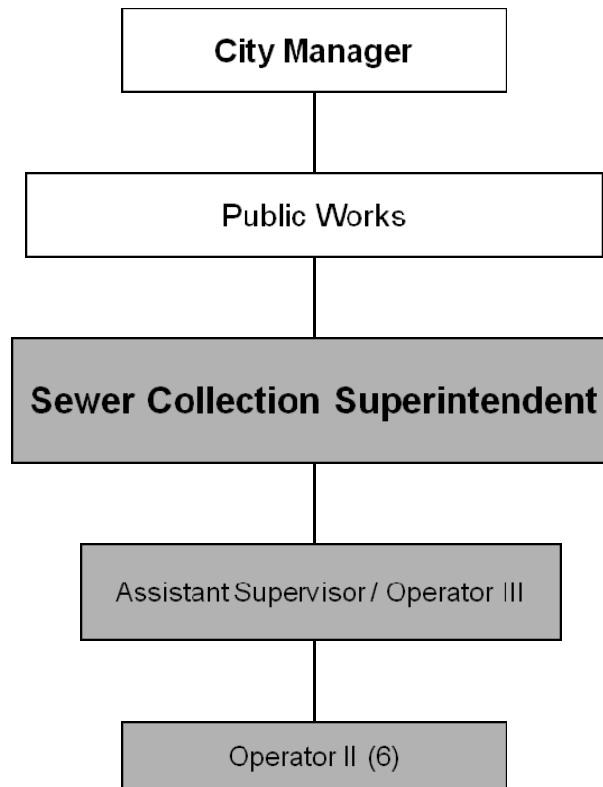 City Manager
Public Works
Sewer Collection Superintendent
Assistant Supervisor / Operator III
Operator II (6)